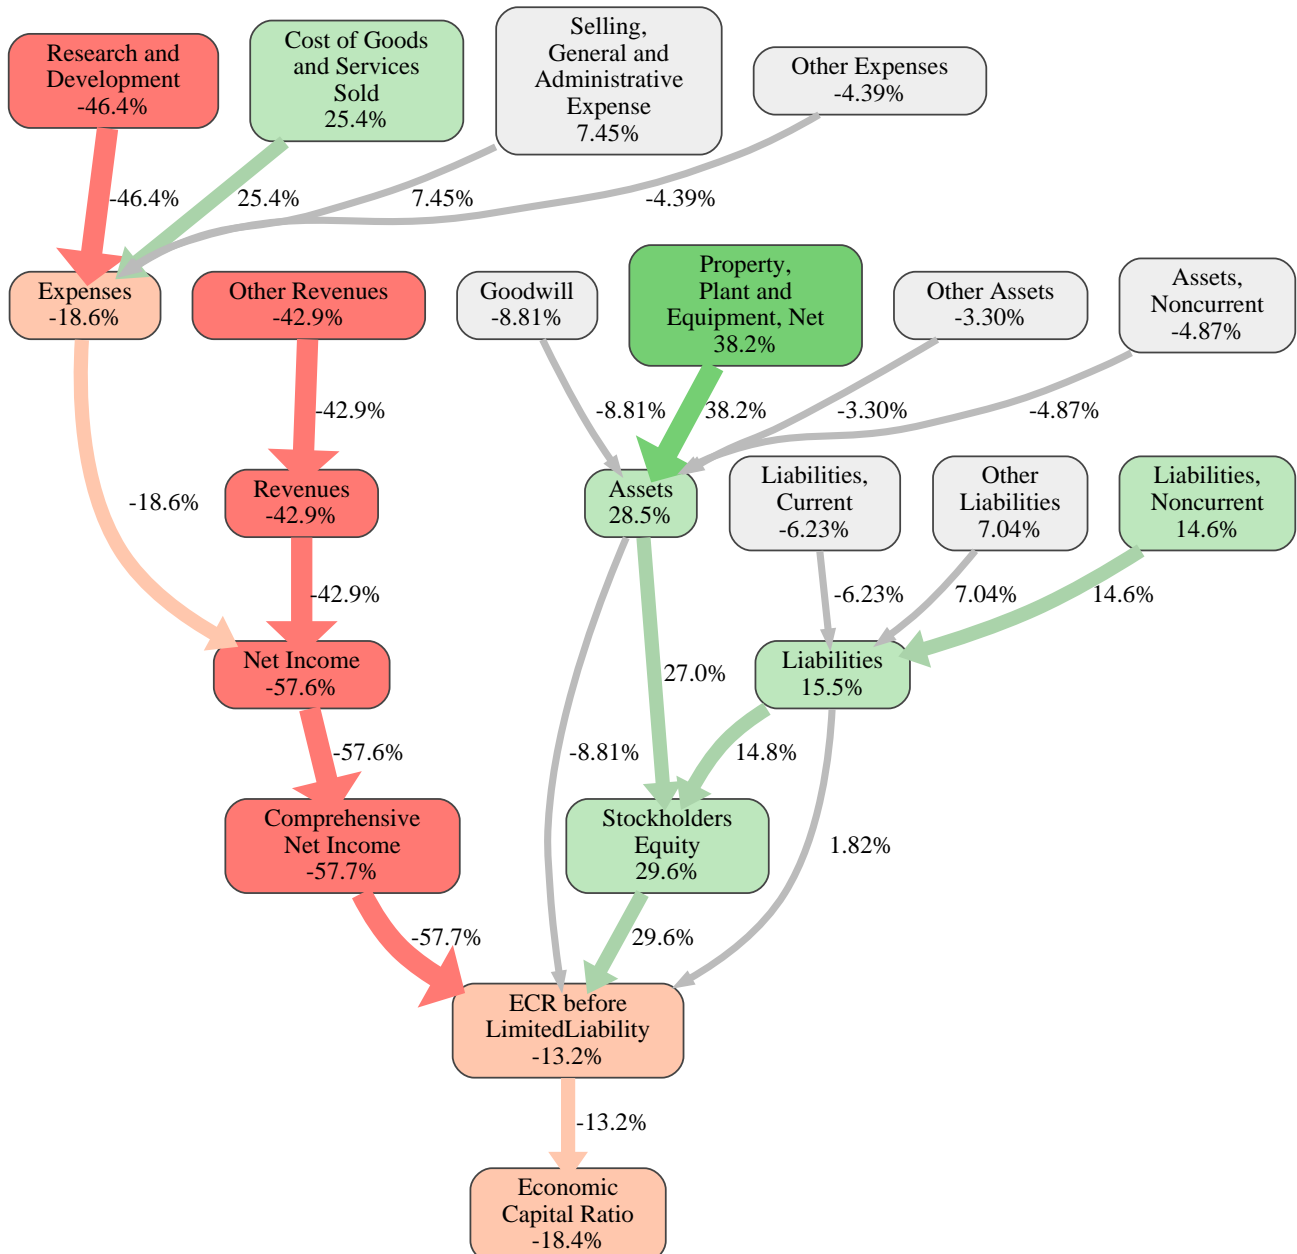 Research and
Development
-46.4%
Cost of Goods
and Services
Sold
25.4%
Selling,
General and
Administrative
Expense
7.45%
Other Expenses
-4.39%
-46.4%
25.4%
7.45%
-4.39%
Expenses
-18.6%
Other Revenues
-42.9%
Goodwill
-8.81%
Property,
Plant and
Equipment, Net
38.2%
Other Assets
-3.30%
Assets,
Noncurrent
-4.87%
-42.9%
-8.81%
38.2%
-3.30%
-4.87%
-18.6%
Revenues
-42.9%
Assets
28.5%
Liabilities,
Current
-6.23%
Other
Liabilities
7.04%
Liabilities,
Noncurrent
14.6%
-42.9%
-6.23%
7.04%
14.6%
Net Income
-57.6%
27.0%
Liabilities
15.5%
-57.6%
-8.81%
14.8%
Comprehensive
Net Income
-57.7%
Stockholders
Equity
29.6%
1.82%
-57.7%
29.6%
ECR before
LimitedLiability
-13.2%
-13.2%
Economic
Capital Ratio
-18.4%